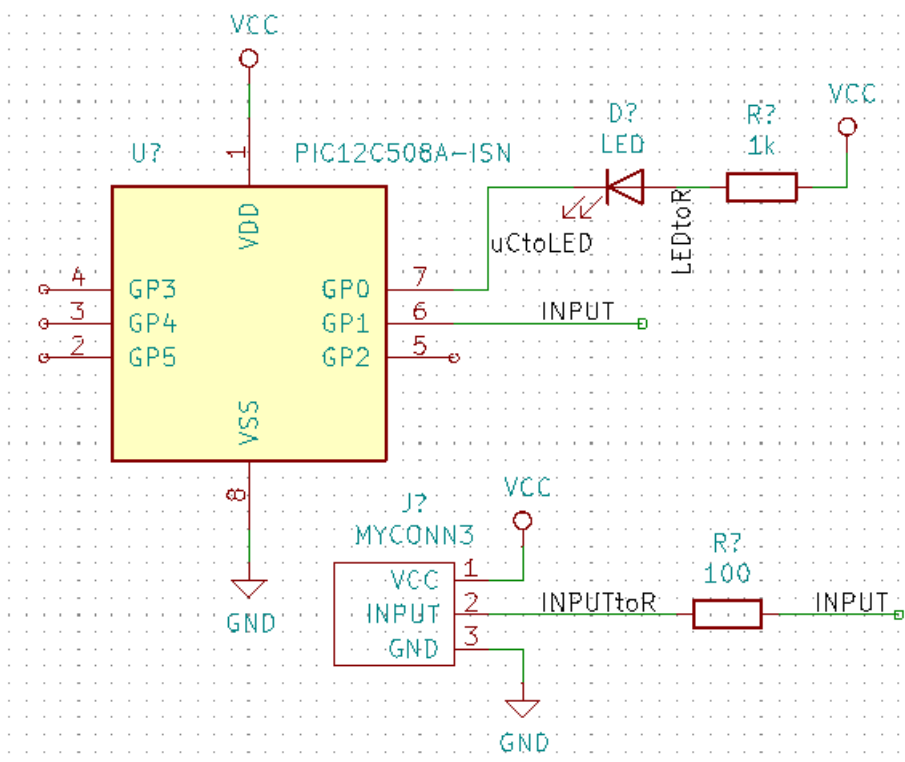 VCC
VCC
D?
R?
LED
1k
U?
1
PIC12C508A-ISN
VDD
uCtoLED
LEDtoR
4
GP3
GP0
7
3
GP4
GP1
6
INPUT
2
GP5
GP2
5
VSS
8
GND
VCC
J?
MYCONN3
R?
100
VCC
1
INPUT
2
INPUTtoR
INPUT
GND
3
GND